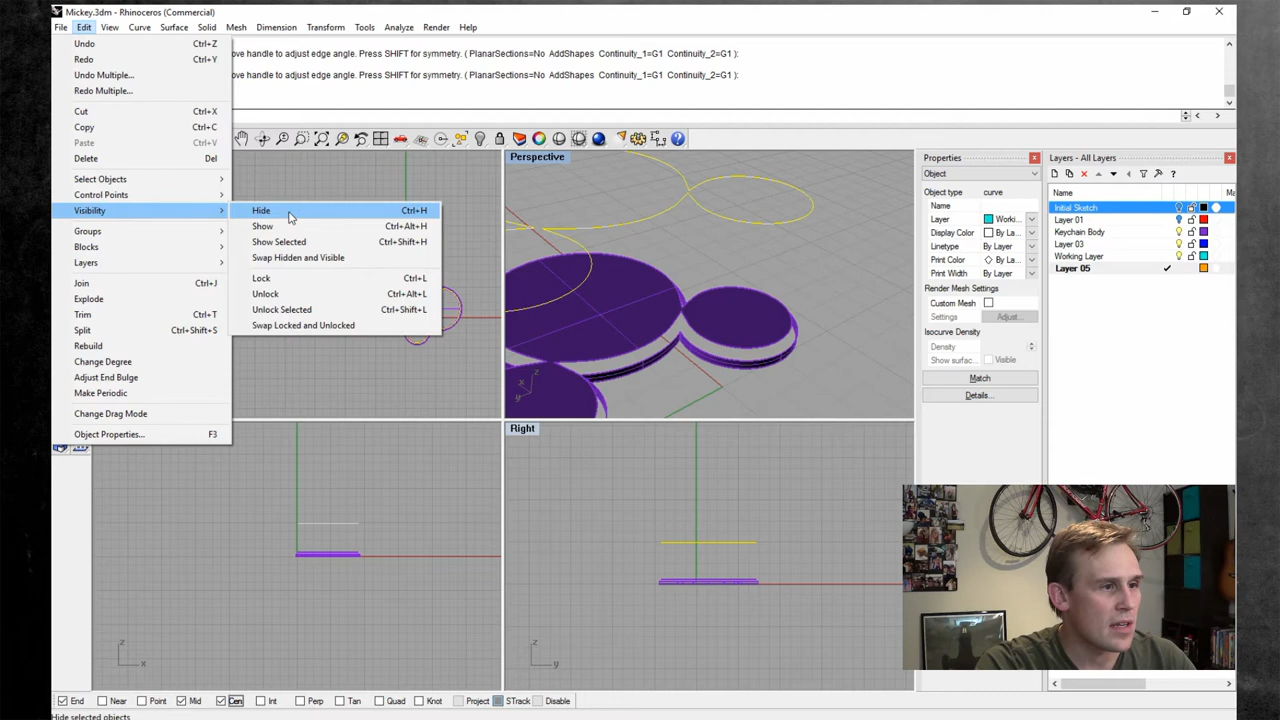 Mickey.3dm - Rhinoceros (Commercial)
File Edit View Curve Surface Solid Mesh Dimension Transform Tools Analyze Render Help
ove handle to adjust edge angle. Press SHIFT for symmetry. ( PlanarSections=No AddShapes Continuity_1=G1 Continuity_2=G1 ):
ove handle to adjust edge angle. Press SHIFT for symmetry. ( PlanarSections=No AddShapes Continuity_1=G1 Continuity_2=G1 ):
Undo Ctrl+Z
Redo Ctrl+Y
Undo Multiple...
Redo Multiple...
Cut Ctrl+X
Copy Ctrl+C
Paste Ctrl+V
Delete Del
Select Objects
Control Points
Visibility
Groups
Blocks
Layers
Join Ctrl+J
Explode
Trim Ctrl+T
Split Ctrl+Shift+S
Rebuild
Change Degree
Adjust End Bulge
Make Periodic
Change Drag Mode
Object Properties... F3
Hide Ctrl+H
Show Ctrl+Alt+H
Show Selected Ctrl+Shift+H
Swap Hidden and Visible
Lock Ctrl+L
Unlock Ctrl+Alt+L
Unlock Selected Ctrl+Shift+L
Swap Locked and Unlocked
Perspective
x z
y
Right
z
x
z
y
Properties
Object
Object type curve
Name
Layer Worki...
Display Color By La...
Linetype By Layer
Print Color By La...
Print Width By Layer
Render Mesh Settings
Custom Mesh
Settings Adjust...
Isocurve Density
Density
Show surfac... Visible
Match
Details...
Layers - All Layers
Name Ma
Initial Sketch
Layer 01
Keychain Body
Layer 03
Working Layer
Layer 05
End Near Point Mid Cen Int Perp Tan Quad Knot Project STrack Disable
Hide selected objects